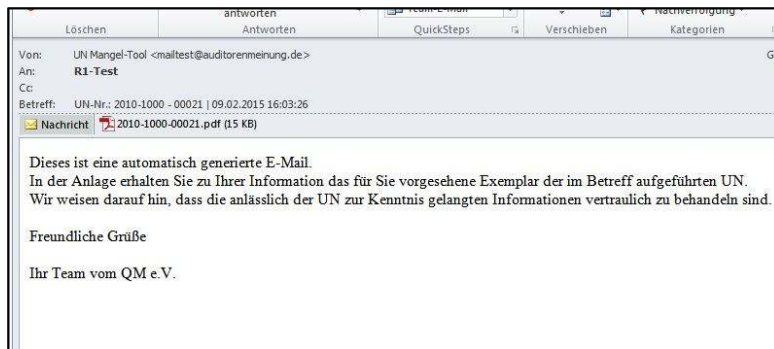 antworten
Team-E-Mail
Nachverfolgung
Löschen Antworten QuickSteps Verschieben Kategorien
Von: UN Mangel-Tool <mailtest@auditorenmeinung.de> G
An: R1-Test
Cc:
Betreff: UN-Nr.: 2010-1000 - 00021 | 09.02.2015 16:03:26
Nachricht 2010-1000-00021.pdf (15 KB)
Dieses ist eine automatisch generierte E-Mail.
In der Anlage erhalten Sie zu Ihrer Information das für Sie vorgesehene Exemplar der im Betreff aufgeführten UN.
Wir weisen darauf hin, dass die anlässlich der UN zur Kenntnis gelangten Informationen vertraulich zu behandeln sind.
Freundliche Grüße
Ihr Team vom QM e.V.